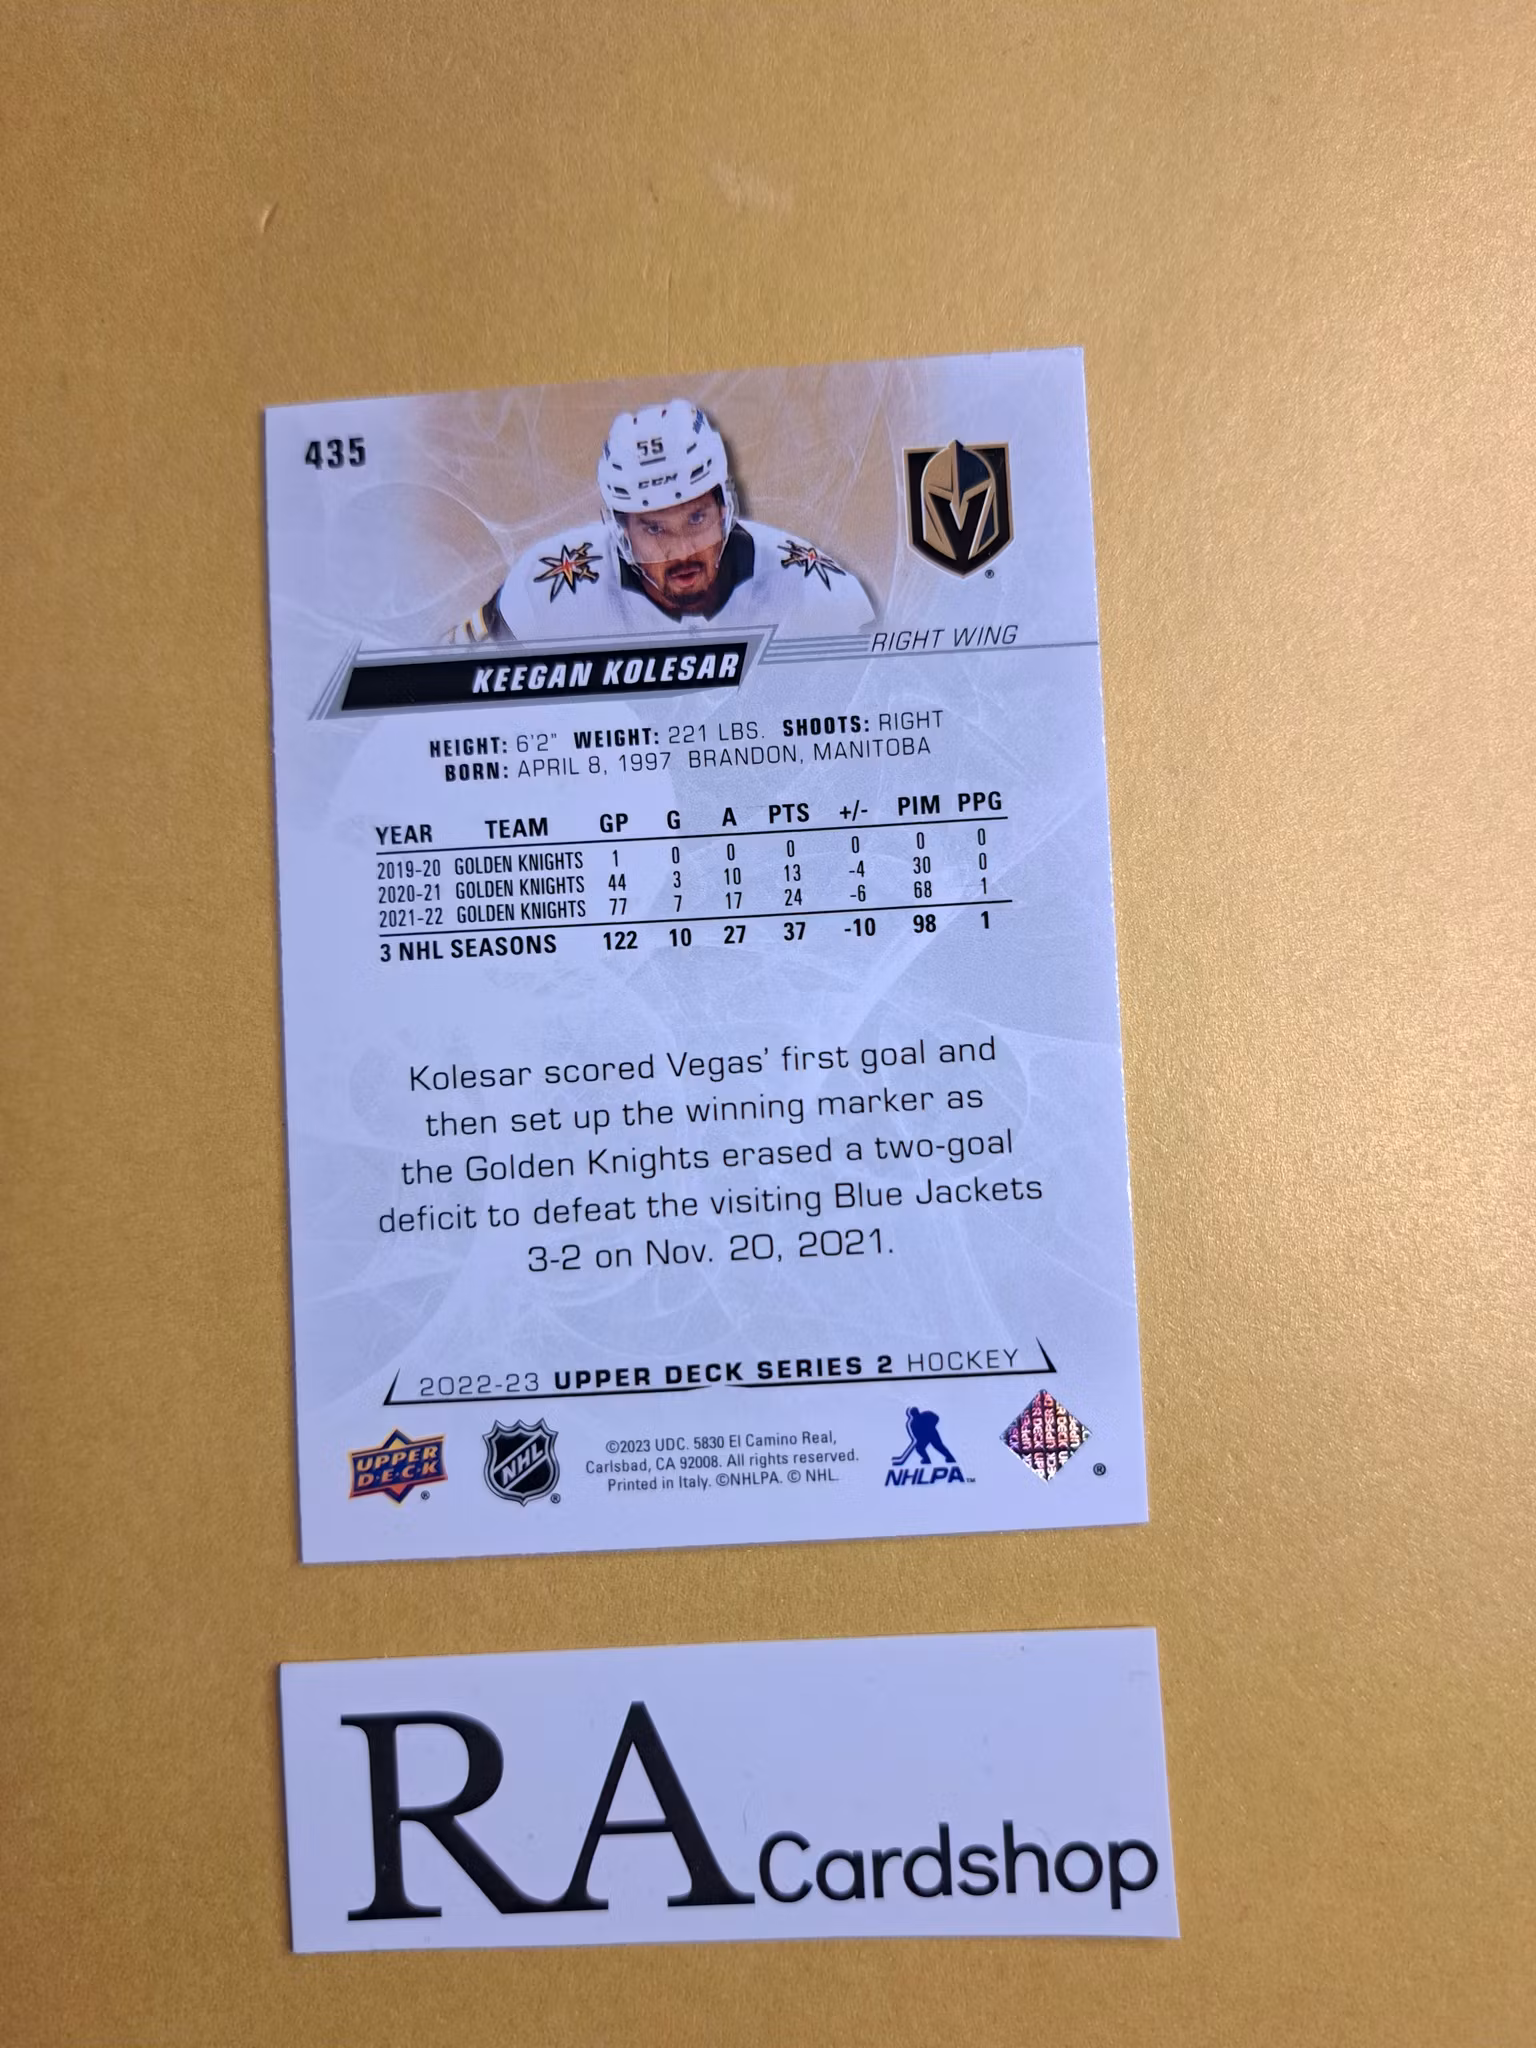 435
55
CCM
RIGHT WING
KEEGAN KOLESAR
HEIGHT: 6'2" WEIGHT: 221 LBS. SHOOTS: RIGHT
BORN: APRIL 8, 1997 BRANDON, MANITOBA
YEAR TEAM GP G A PTS +/- PIM PPG
2019-20 GOLDEN KNIGHTS 1 0 0 0 0 0 0
2020-21 GOLDEN KNIGHTS 44 3 10 13 -4 30 0
2021-22 GOLDEN KNIGHTS 77 7 17 24 -6 68 1
3 NHL SEASONS 122 10 27 37 -10 98 1
Kolesar scored Vegas' first goal and
then set up the winning marker as
the Golden Knights erased a two-goal
deficit to defeat the visiting Blue Jackets
3-2 on Nov. 20, 2021.
2022-23 UPPER DECK SERIES 2 HOCKEY
UPPER
D·E·C·K ®
NHL ®
©2023 UDC. 5830 El Camino Real,
Carlsbad, CA 92008. All rights reserved.
Printed in Italy. ©NHLPA. © NHL.
NHLPA™
®
RA Cardshop